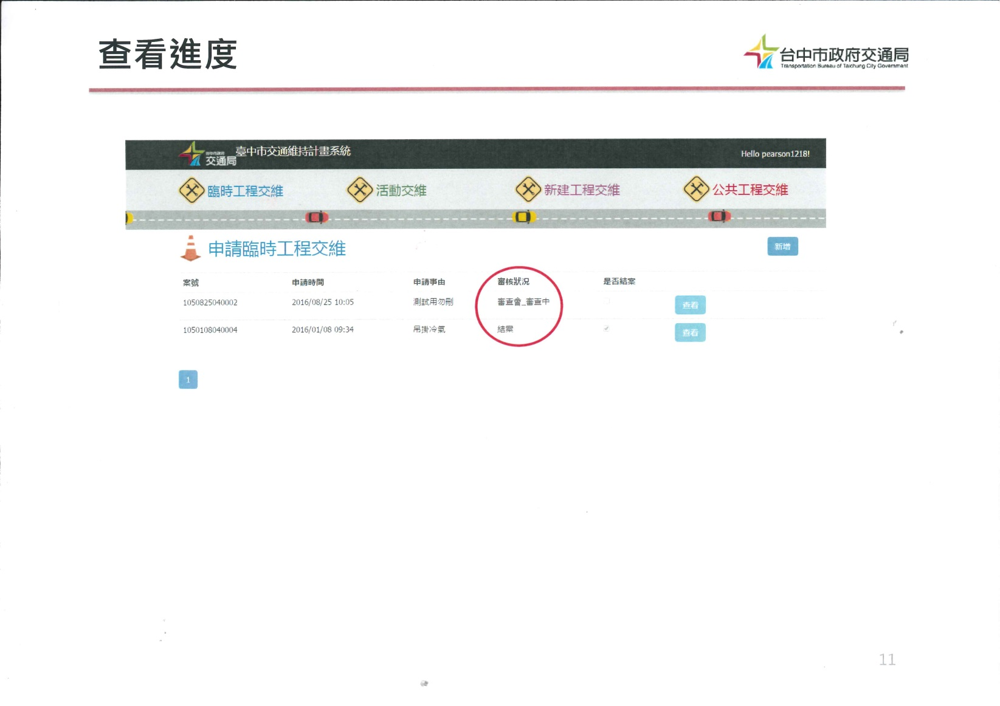 查看進度
台中市政府交通局
Transportation Bureau of Taichung City Government
臺中市交通維持計畫系統
臺中市政府
交通局
Hello pearson1218!
臨時工程交維
活動交維
新建工程交維
公共工程交維
申請臨時工程交維
新增
案號 申請時間 申請事由 審核狀況 是否結案
1050825040002 2016/08/25 10:05 測試用勿刪 審查會_審查中 查看
1050108040004 2016/01/08 09:34 吊掛冷氣 結案 查看
1
11